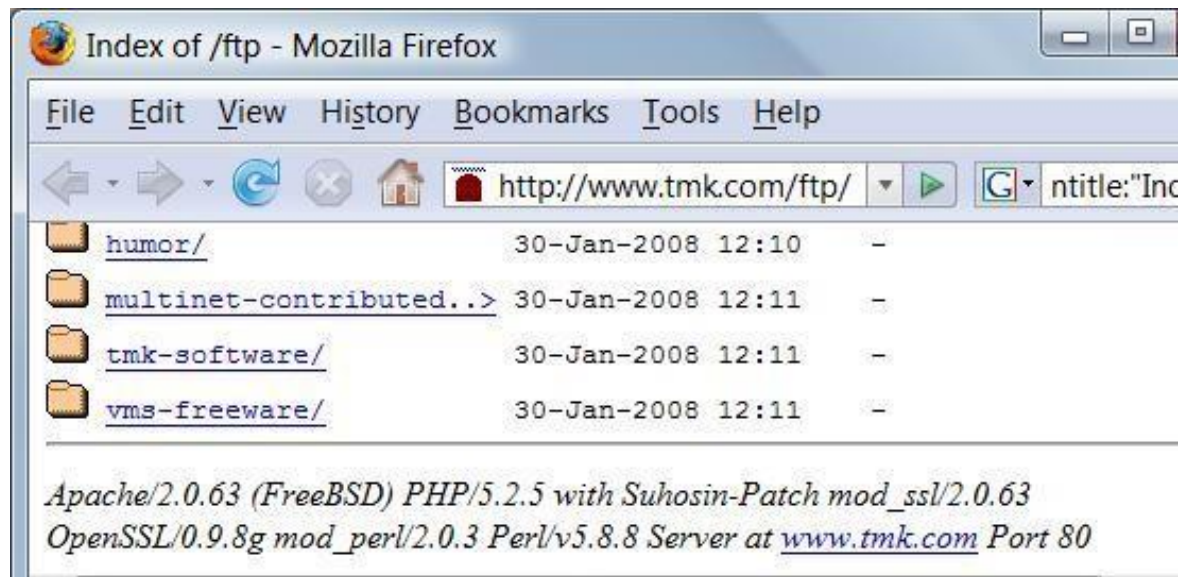 Index of /ftp - Mozilla Firefox
File Edit View History Bookmarks Tools Help
http://www.tmk.com/ftp/ G ntitle:"Inc
humor/ 30-Jan-2008 12:10 -
multinet-contributed..> 30-Jan-2008 12:11 -
tmk-software/ 30-Jan-2008 12:11 -
vms-freeware/ 30-Jan-2008 12:11 -
Apache/2.0.63 (FreeBSD) PHP/5.2.5 with Suhosin-Patch mod_ssl/2.0.63
OpenSSL/0.9.8g mod_perl/2.0.3 Perl/v5.8.8 Server at www.tmk.com Port 80